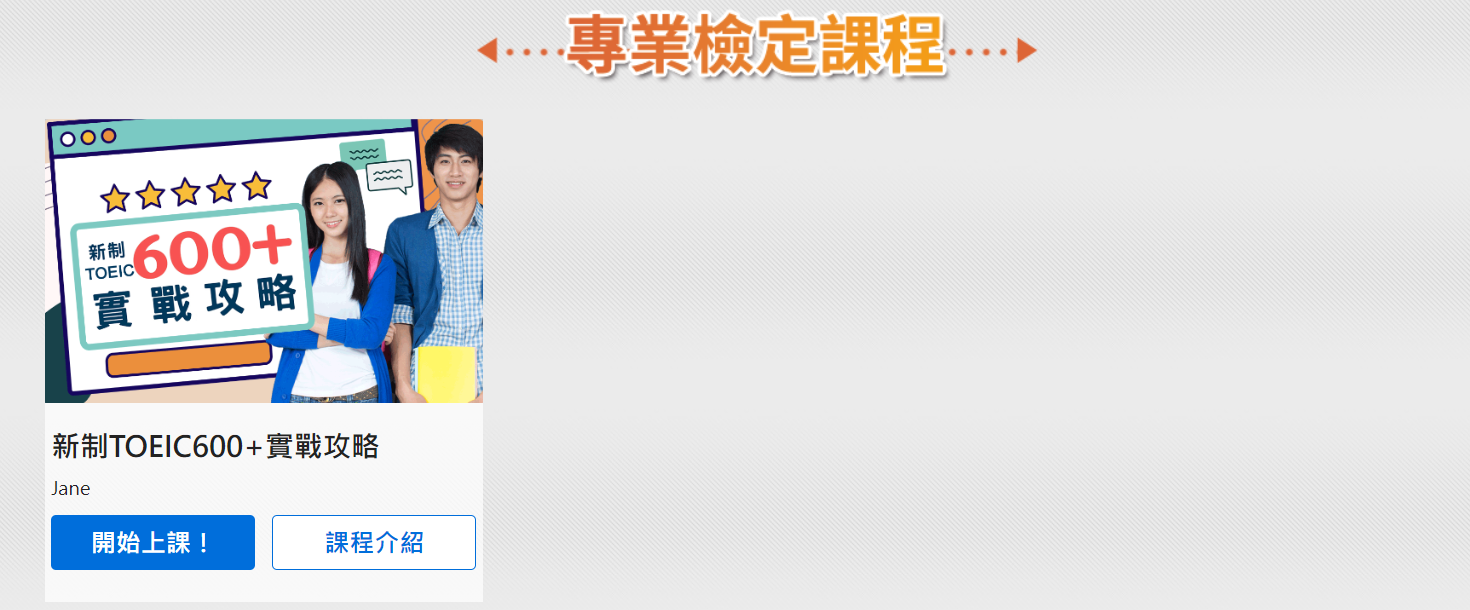 專業檢定課程
新制
TOEIC
600+
實戰攻略
新制TOEIC600+實戰攻略
Jane
開始上課！
課程介紹